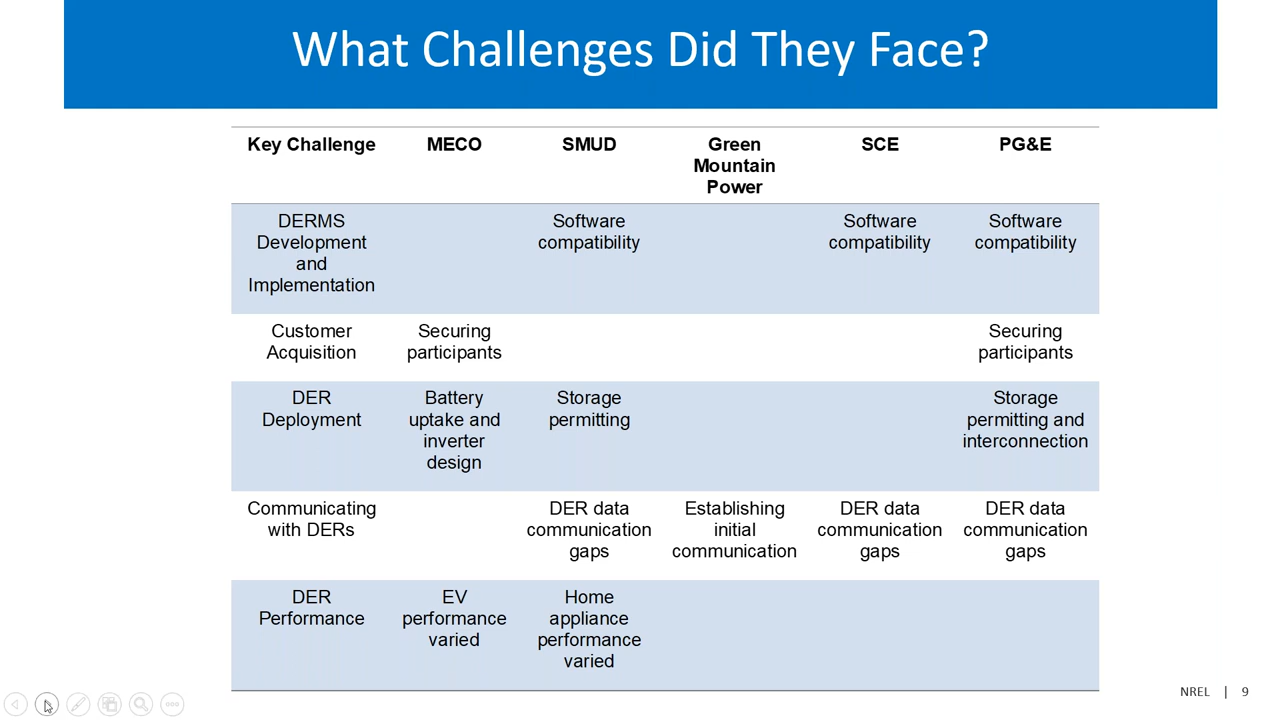 What Challenges Did They Face?
Key Challenge MECO SMUD Green Mountain Power SCE PG&E
DERMS Development and Implementation Software compatibility Software compatibility Software compatibility
Customer Acquisition Securing participants Securing participants
DER Deployment Battery uptake and inverter design Storage permitting Storage permitting and interconnection
Communicating with DERs DER data communication gaps Establishing initial communication DER data communication gaps DER data communication gaps
DER Performance EV performance varied Home appliance performance varied
NREL | 9